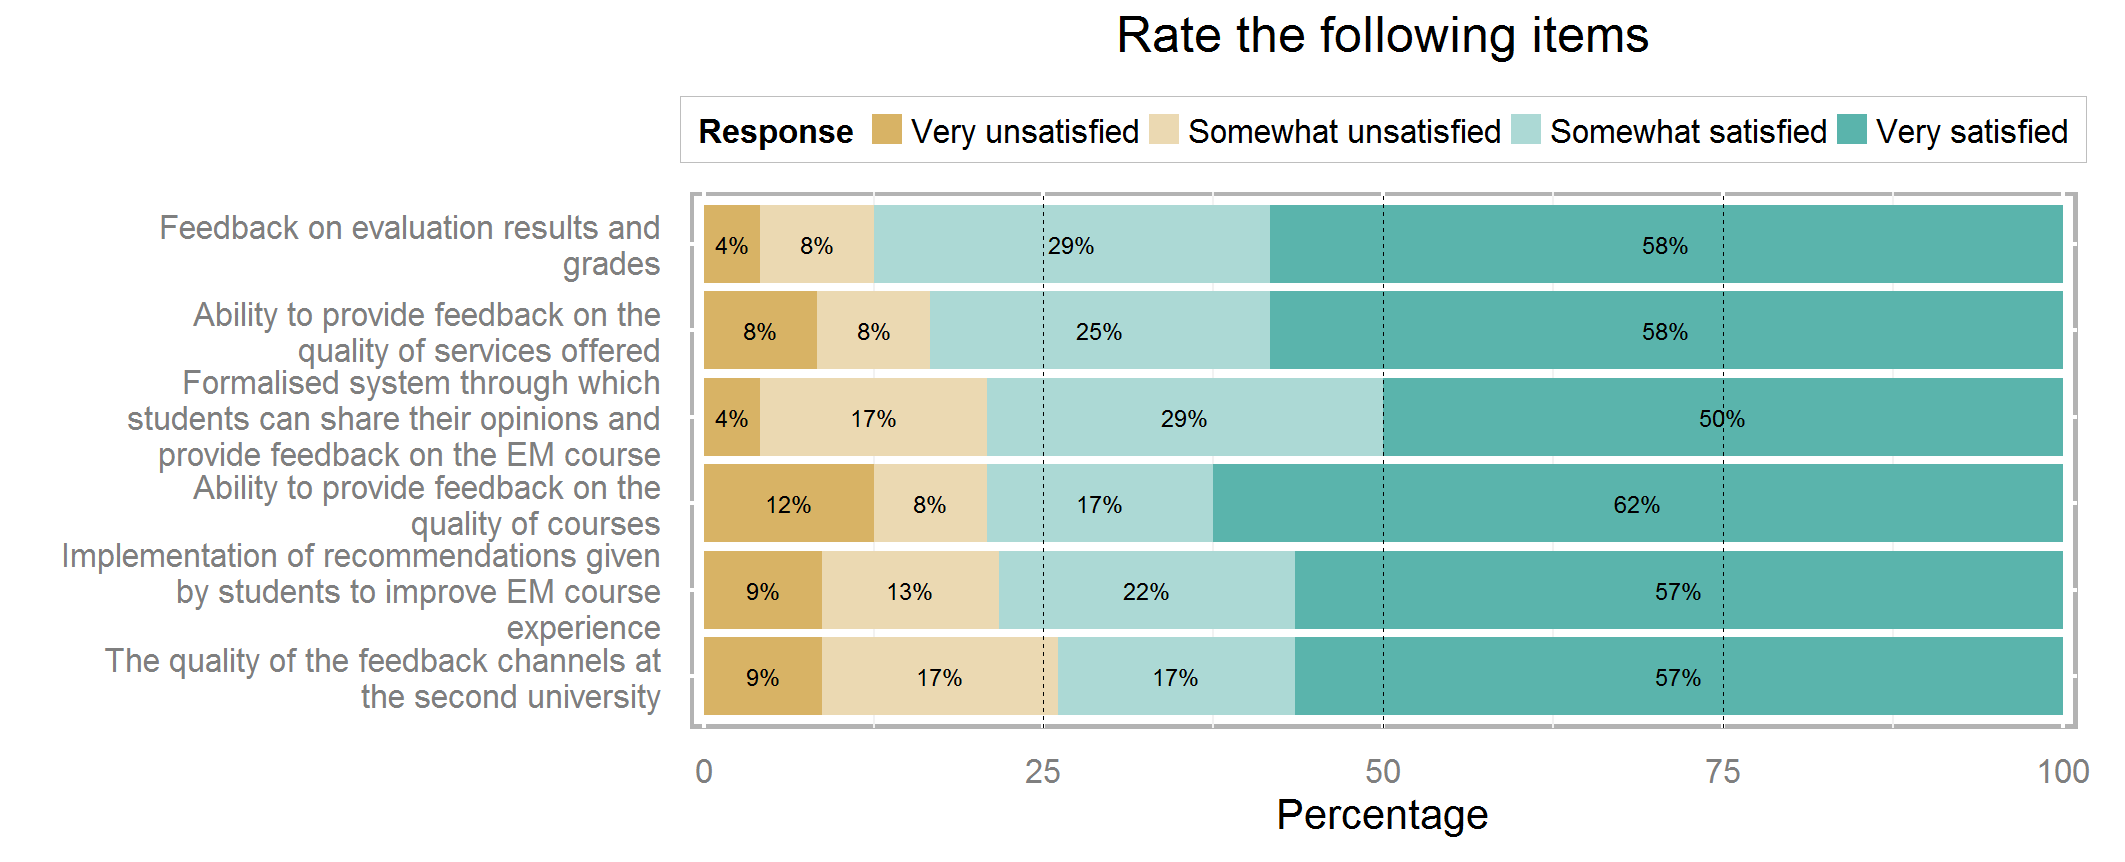 Rate the following items
Response Very unsatisfied Somewhat unsatisfied Somewhat satisfied Very satisfied
Feedback on evaluation results and
grades
4% 8% 29% 58%
Ability to provide feedback on the
quality of services offered
8% 8% 25% 58%
Formalised system through which
students can share their opinions and
provide feedback on the EM course
4% 17% 29% 50%
Ability to provide feedback on the
quality of courses
12% 8% 17% 62%
Implementation of recommendations given
by students to improve EM course
experience
9% 13% 22% 57%
The quality of the feedback channels at
the second university
9% 17% 17% 57%
0 25 50 75 100
Percentage